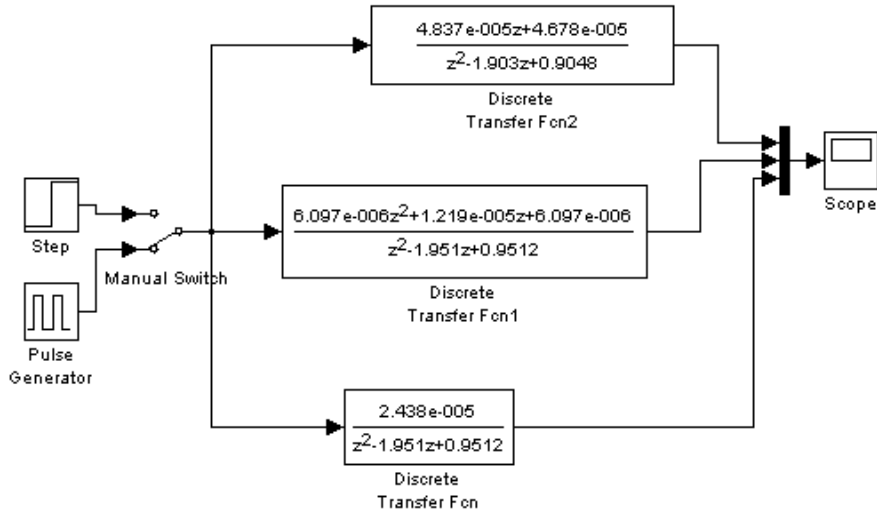 4.837e-005z+4.678e-005
z²-1.903z+0.9048
Discrete
Transfer Fcn2
Step
Manual Switch
Pulse
Generator
6.097e-006z²+1.219e-005z+6.097e-006
z²-1.951z+0.9512
Discrete
Transfer Fcn1
Scope
2.438e-005
z²-1.951z+0.9512
Discrete
Transfer Fcn